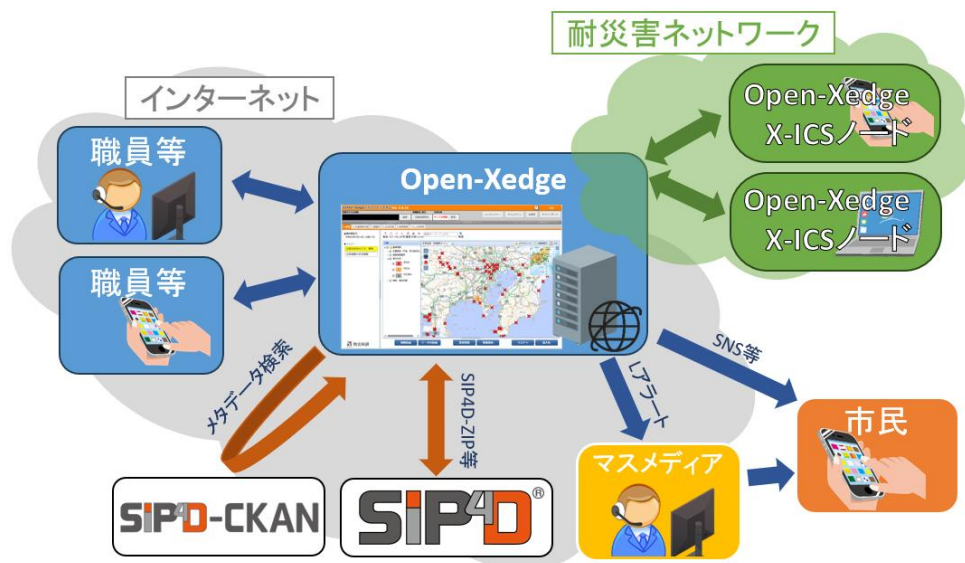 耐災害ネットワーク
インターネット
Open-Xedge
X-ICSノード
職員等
Open-Xedge
Open-Xedge
X-ICSノード
職員等
メタデータ検索
SIP4D-ZIP等
Lアラート
SNS等
市民
マスメディア
SIP4D-CKAN
SIP4D®